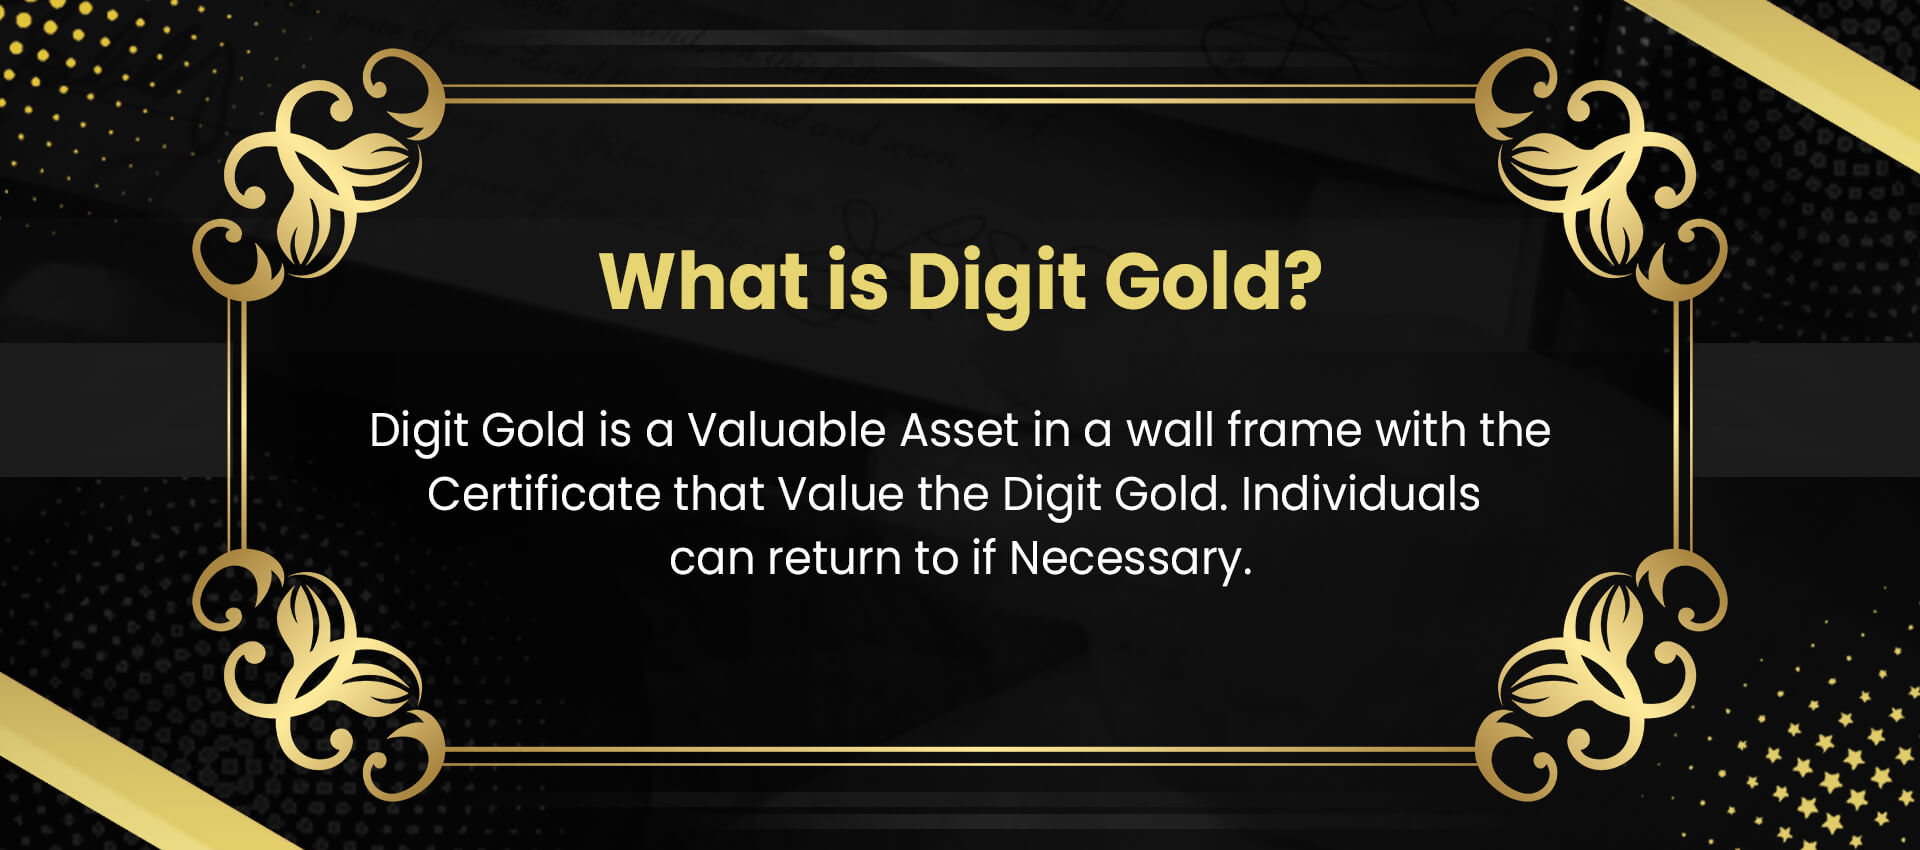 What is Digit Gold?
Digit Gold is a Valuable Asset in a wall frame with the
Certificate that Value the Digit Gold. Individuals
can return to if Necessary.